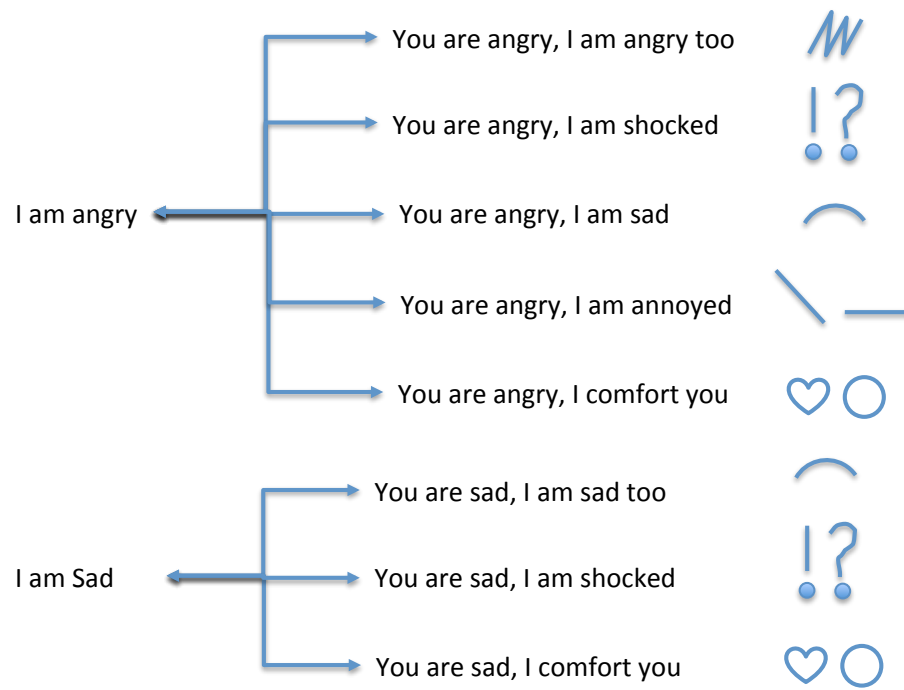 You are angry, I am angry too
You are angry, I am shocked
!?
I am angry
You are angry, I am sad
You are angry, I am annoyed
You are angry, I comfort you
You are sad, I am sad too
I am Sad
You are sad, I am shocked
!?
You are sad, I comfort you